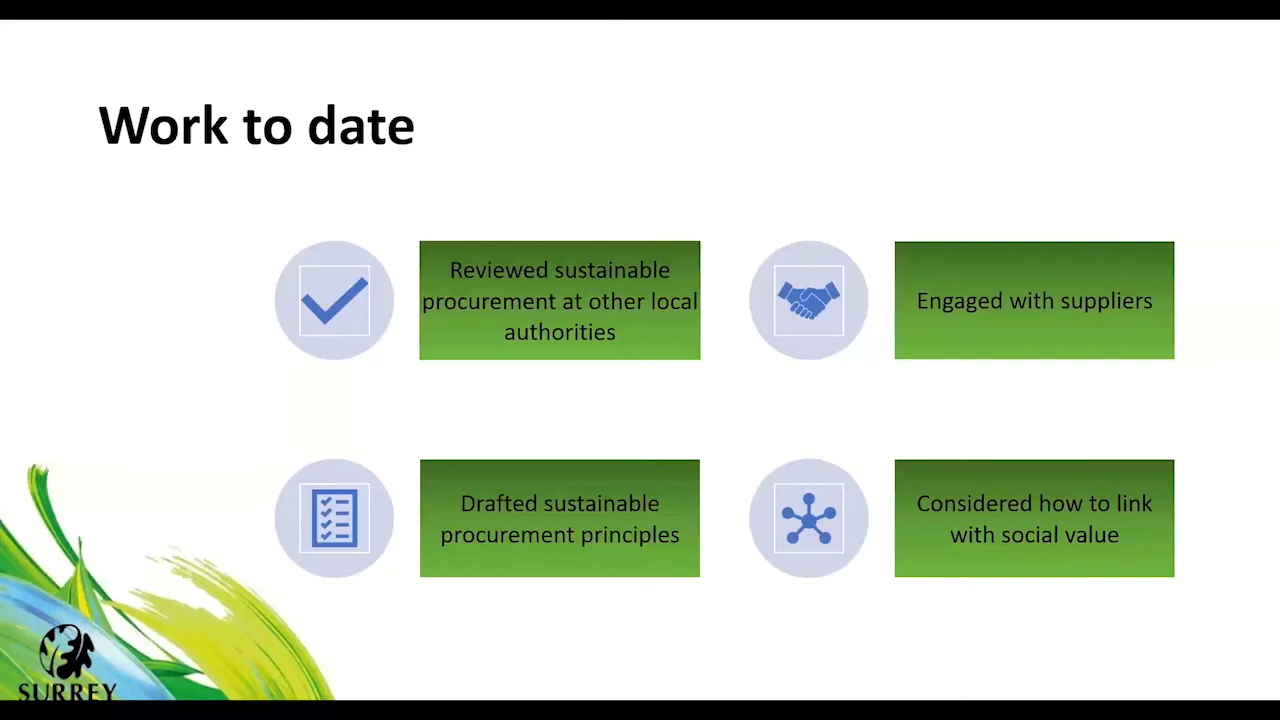 Work to date
Reviewed sustainable
procurement at other local
authorities
Engaged with suppliers
Drafted sustainable
procurement principles
Considered how to link
with social value
SURREY